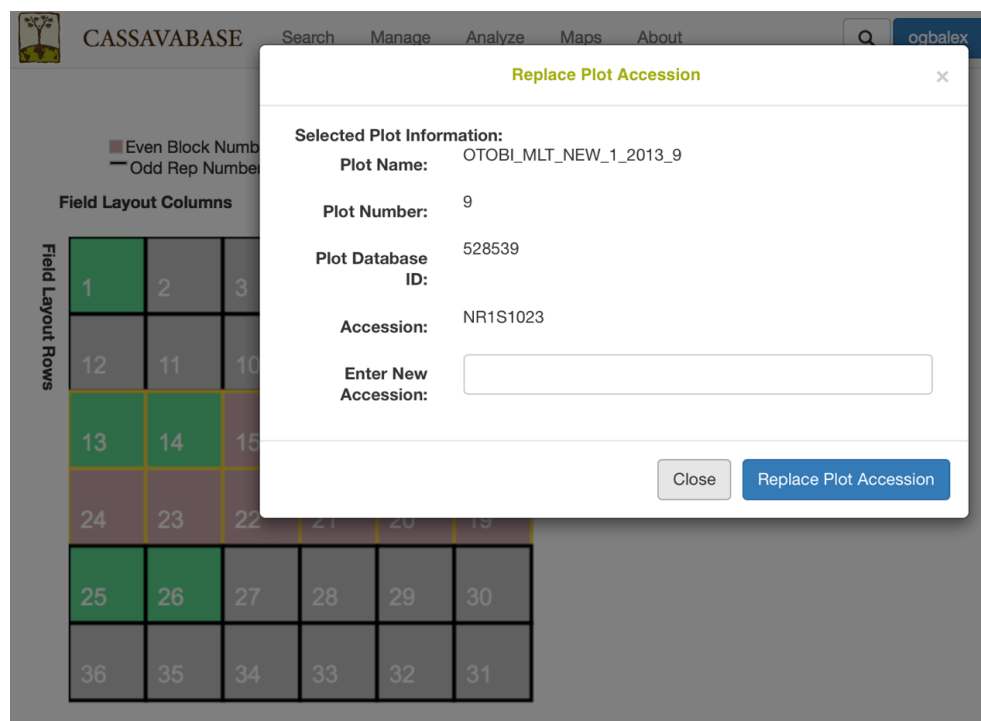 CASSAVABASE Search Manage Analyze Maps About ogbalex
Replace Plot Accession ×
Selected Plot Information:
Plot Name: OTOBI_MLT_NEW_1_2013_9
Plot Number: 9
Plot Database
ID: 528539
Accession: NR1S1023
Enter New
Accession:
Close Replace Plot Accession
Even Block Numb
Odd Rep Number
Field Layout Columns
Field Layout Rows
1 2 3
12 11 10
13 14 15
24 23 22 21 20 19
25 26 27 28 29 30
36 35 34 33 32 31